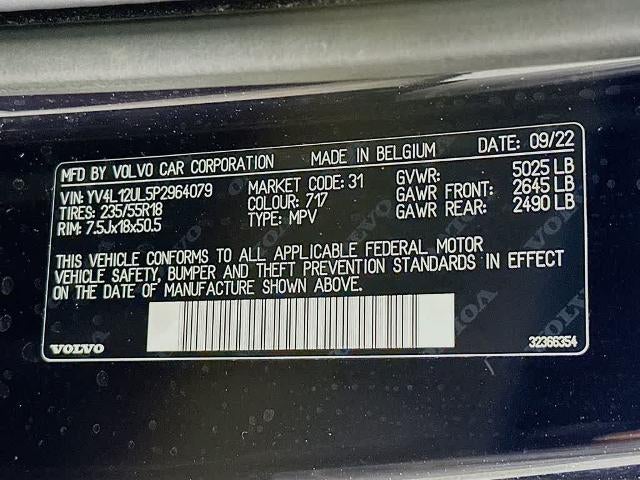 MFD BY VOLVO CAR CORPORATION MADE IN BELGIUM DATE: 09/22
VIN: YV4L12UL5P2964079 MARKET CODE: 31 GVWR: 5025 LB
TIRES: 235/55R18 COLOUR: 717 GAWR FRONT: 2645 LB
RIM: 7.5Jx18x50.5 TYPE: MPV GAWR REAR: 2490 LB
THIS VEHICLE CONFORMS TO ALL APPLICABLE FEDERAL MOTOR
VEHICLE SAFETY, BUMPER AND THEFT PREVENTION STANDARDS IN EFFECT
ON THE DATE OF MANUFACTURE SHOWN ABOVE.
VOLVO 32366354